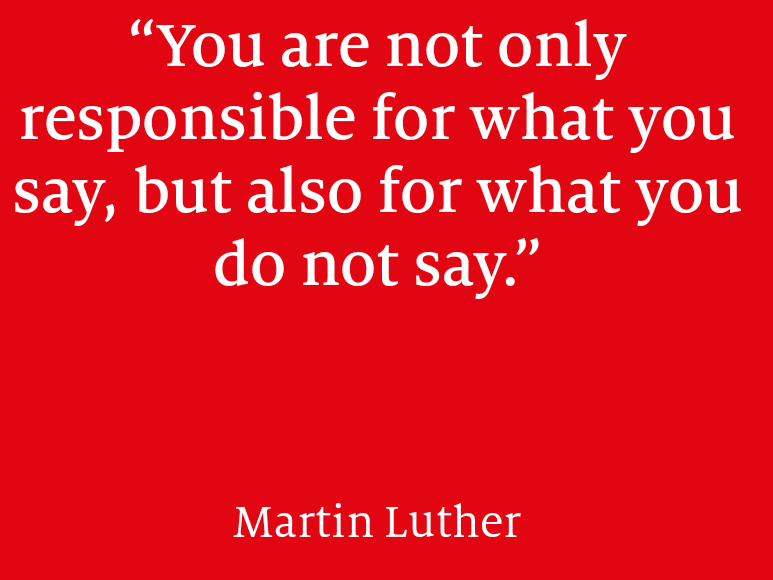 “You are not only
responsible for what you
say, but also for what you
do not say.”
Martin Luther